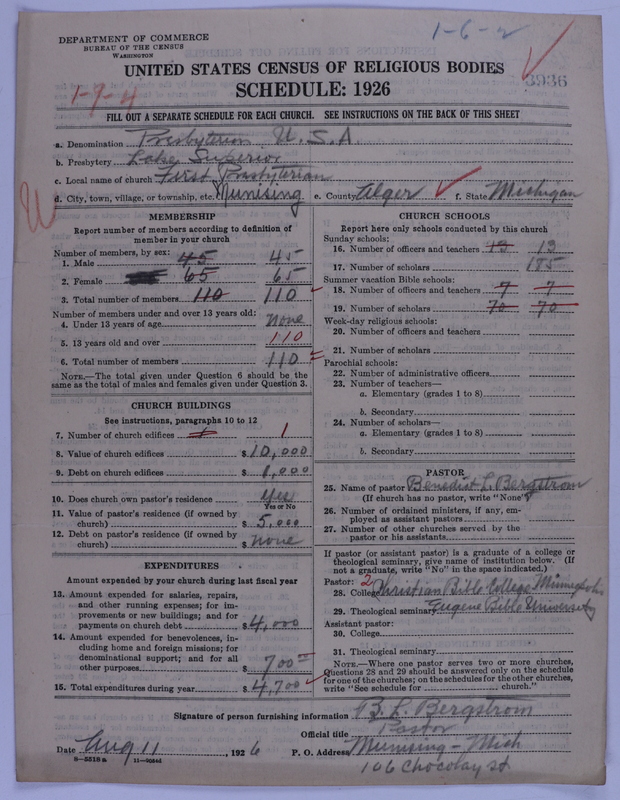 1-6-2
DEPARTMENT OF COMMERCE
BUREAU OF THE CENSUS
WASHINGTON
UNITED STATES CENSUS OF RELIGIOUS BODIES
3936
1-7-4
SCHEDULE: 1926
FILL OUT A SEPARATE SCHEDULE FOR EACH CHURCH. SEE INSTRUCTIONS ON THE BACK OF THIS SHEET
a. Denomination Presbyterian U.S.A.
b. Presbytery Lake Superior
c. Local name of church First Presbyterian
d. City, town, village, or township, etc. Munising e. County Alger f. State Michigan
MEMBERSHIP
Report number of members according to definition of
member in your church
Number of members, by sex:
1. Male 45 45
2. Female 65 65
3. Total number of members 110 110
Number of members under and over 13 years old:
4. Under 13 years of age none
5. 13 years old and over 110
6. Total number of members 110
NOTE.—The total given under Question 6 should be
same as the total of males and females given under Question 3.
CHURCH BUILDINGS
See instructions, paragraphs 10 to 12
7. Number of church edifices 1
8. Value of church edifices $ 10,000
9. Debt on church edifices $ 1,000
10. Does church own pastor's residence Yes
Yes or No
11. Value of pastor's residence (if owned by
church) $ 5,000
12. Debt on pastor's residence (if owned by
church) $ none
EXPENDITURES
Amount expended by your church during last fiscal year
13. Amount expended for salaries, repairs,
and other running expenses; for im-
provements or new buildings; and for
payments on church debt $ 4,000
14. Amount expended for benevolences, in-
cluding home and foreign missions; for
denominational support; and for all
other purposes $ 700
15. Total expenditures during year $ 4,700
CHURCH SCHOOLS
Report here only schools conducted by this church
Sunday schools:
16. Number of officers and teachers 13 13
17. Number of scholars 185
Summer vacation Bible schools:
18. Number of officers and teachers 7 7
19. Number of scholars 70 70
Week-day religious schools:
20. Number of officers and teachers
21. Number of scholars
Parochial schools:
22. Number of administrative officers
23. Number of teachers—
a. Elementary (grades 1 to 8)
b. Secondary
24. Number of scholars—
a. Elementary (grades 1 to 8)
b. Secondary
PASTOR
25. Name of pastor Benedict L. Bergstrom
(If church has no pastor, write "None")
26. Number of ordained ministers, if any, em-
ployed as assistant pastors
27. Number of other churches served by the
pastor or his assistants
If pastor (or assistant pastor) is a graduate of a college or
theological seminary, give name of institution below. (If
not a graduate, write "No" in the space indicated.)
Pastor: 2
28. College Christian Bible College Minneapolis
29. Theological seminary Eugene Bible University
Assistant pastor:
30. College
31. Theological seminary
NOTE.—Where one pastor serves two or more churches,
Questions 28 and 29 should be answered only on the schedule
for one of the churches; on the schedules for the other churches,
write "See schedule for church."
Signature of person furnishing information B. L. Bergstrom
Official title Pastor
Date Aug 11, 1926 P. O. Address Munising - Mich
8-5518a 11-
106 Chocolay st